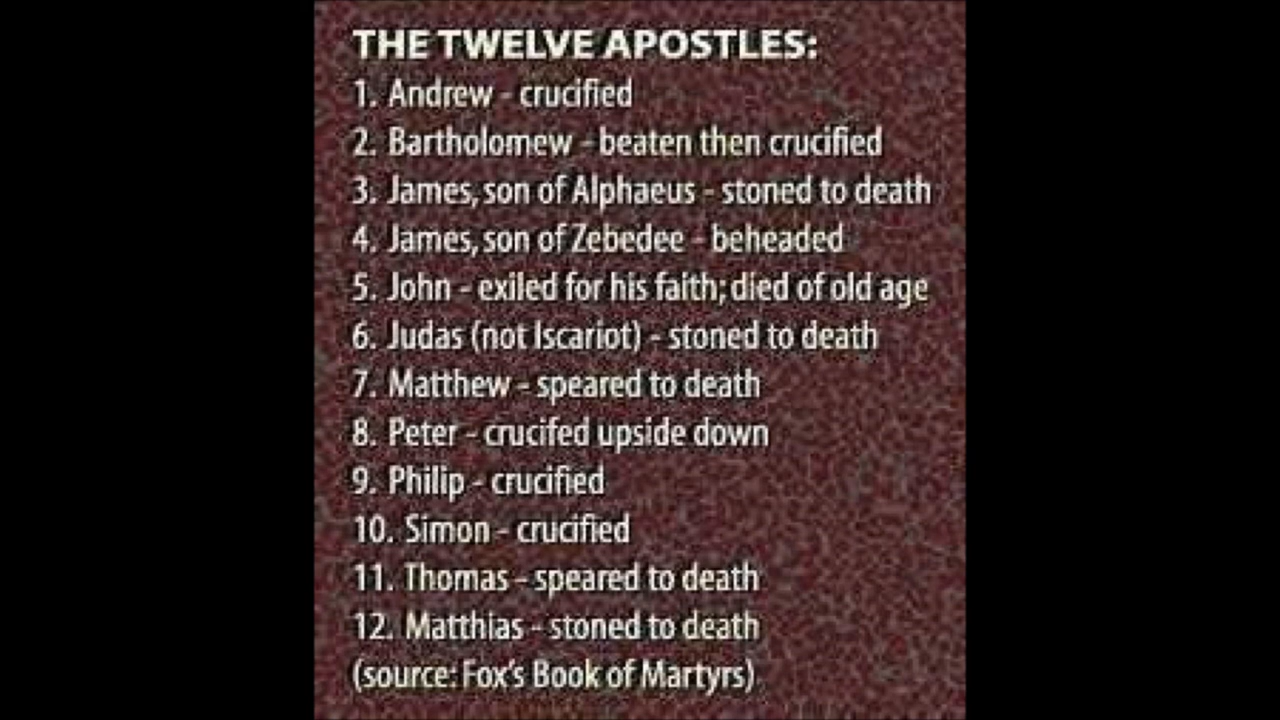 THE TWELVE APOSTLES:
1. Andrew - crucified
2. Bartholomew - beaten then crucified
3. James, son of Alphaeus - stoned to death
4. James, son of Zebedee - beheaded
5. John - exiled for his faith; died of old age
6. Judas (not Iscariot) - stoned to death
7. Matthew - speared to death
8. Peter - crucifed upside down
9. Philip - crucified
10. Simon - crucified
11. Thomas - speared to death
12. Matthias - stoned to death
(source: Fox's Book of Martyrs)